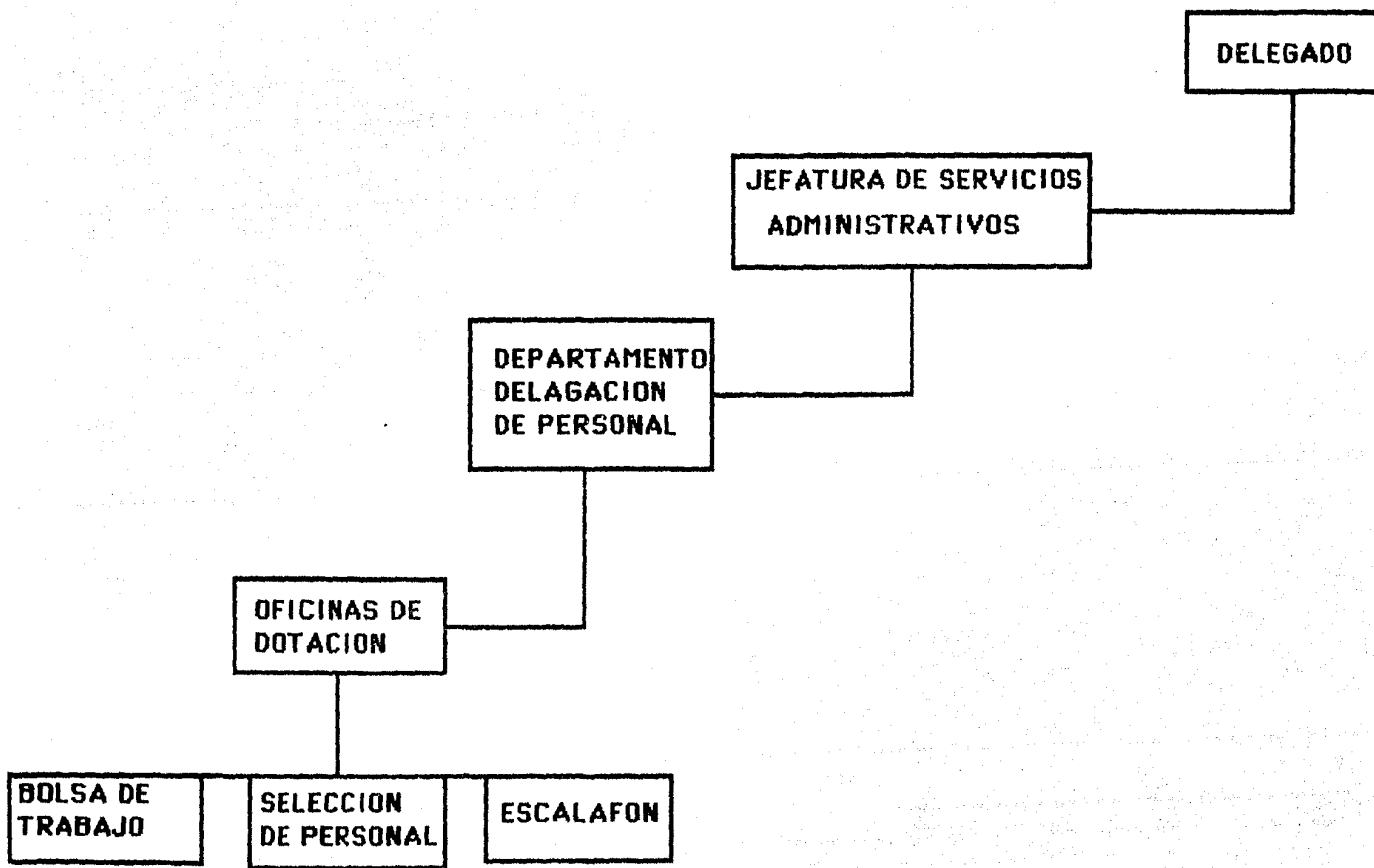 DELEGADO
JEFATURA DE SERVICIOS
ADMINISTRATIVOS
DEPARTAMENTO
DELAGACION
DE PERSONAL
OFICINAS DE
DOTACION
BOLSA DE
TRABAJO
SELECCION
DE PERSONAL
ESCALAFON